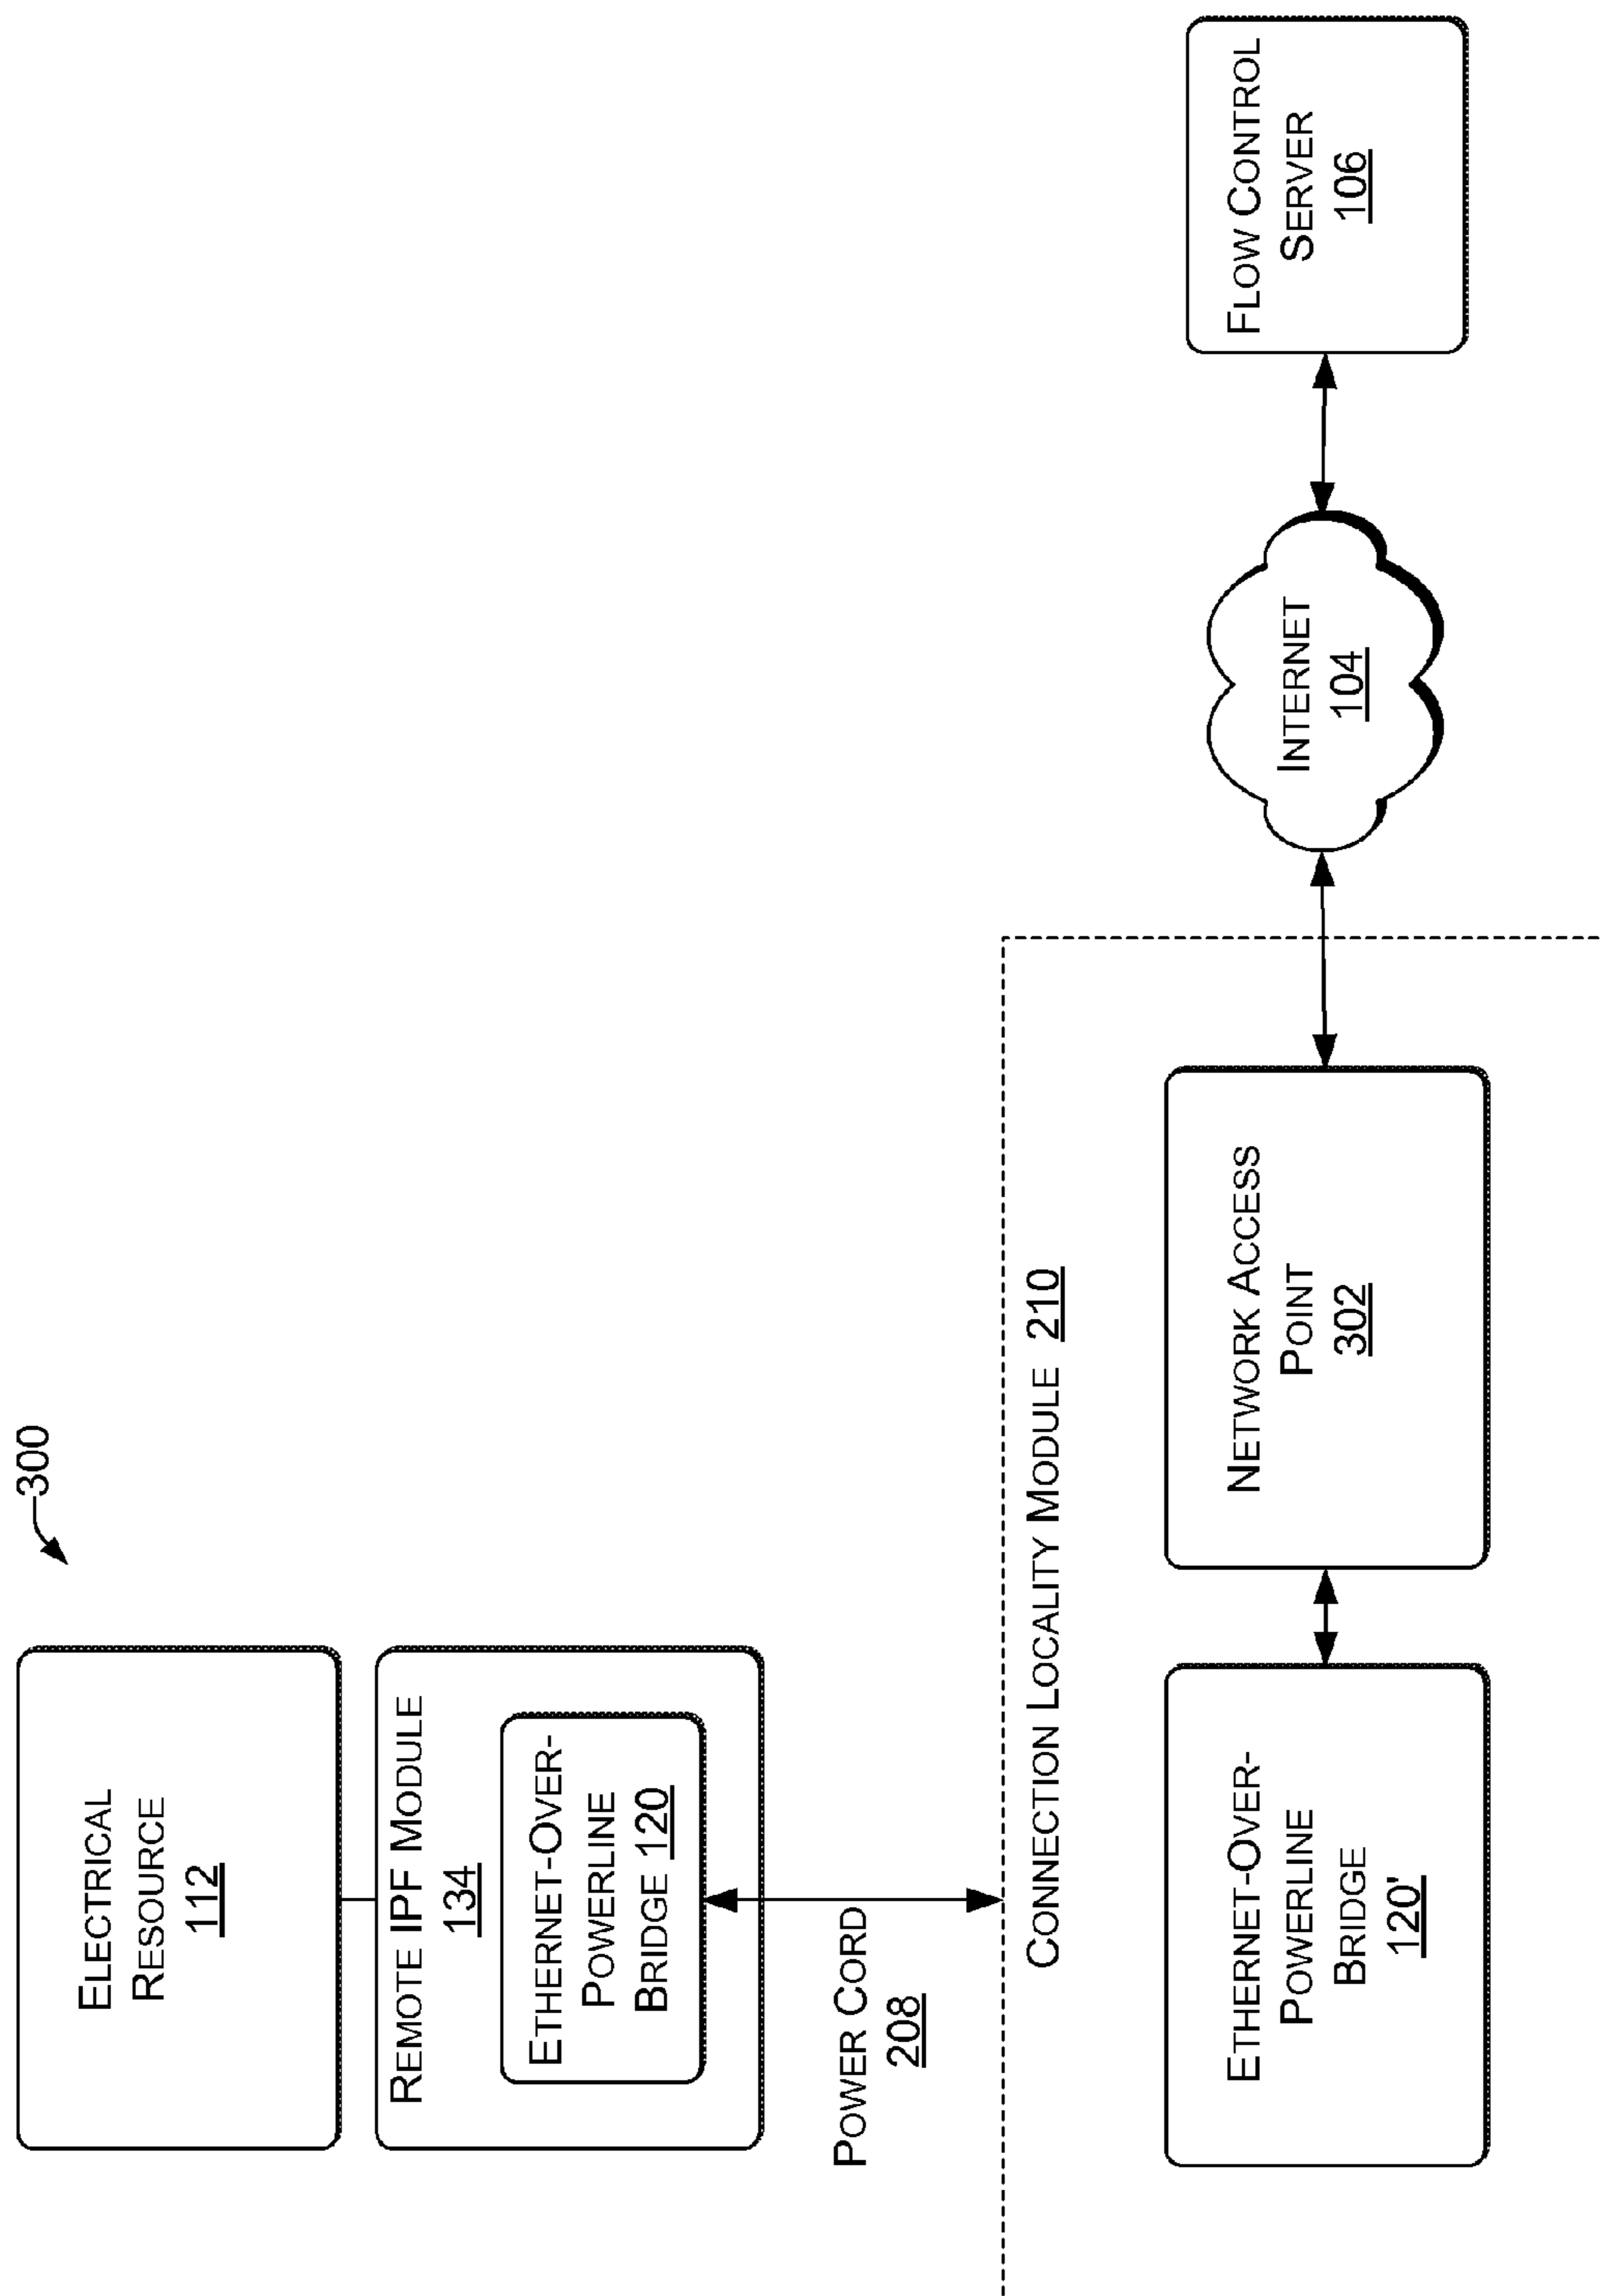 300
ELECTRICAL
RESOURCE
112
REMOTE IPF MODULE
134
ETHERNET-OVER-
POWERLINE
BRIDGE 120
POWER CORD
208
CONNECTION LOCALITY MODULE 210
ETHERNET-OVER-
POWERLINE
BRIDGE
120'
NETWORK ACCESS
POINT
302
INTERNET
104
FLOW CONTROL
SERVER
106